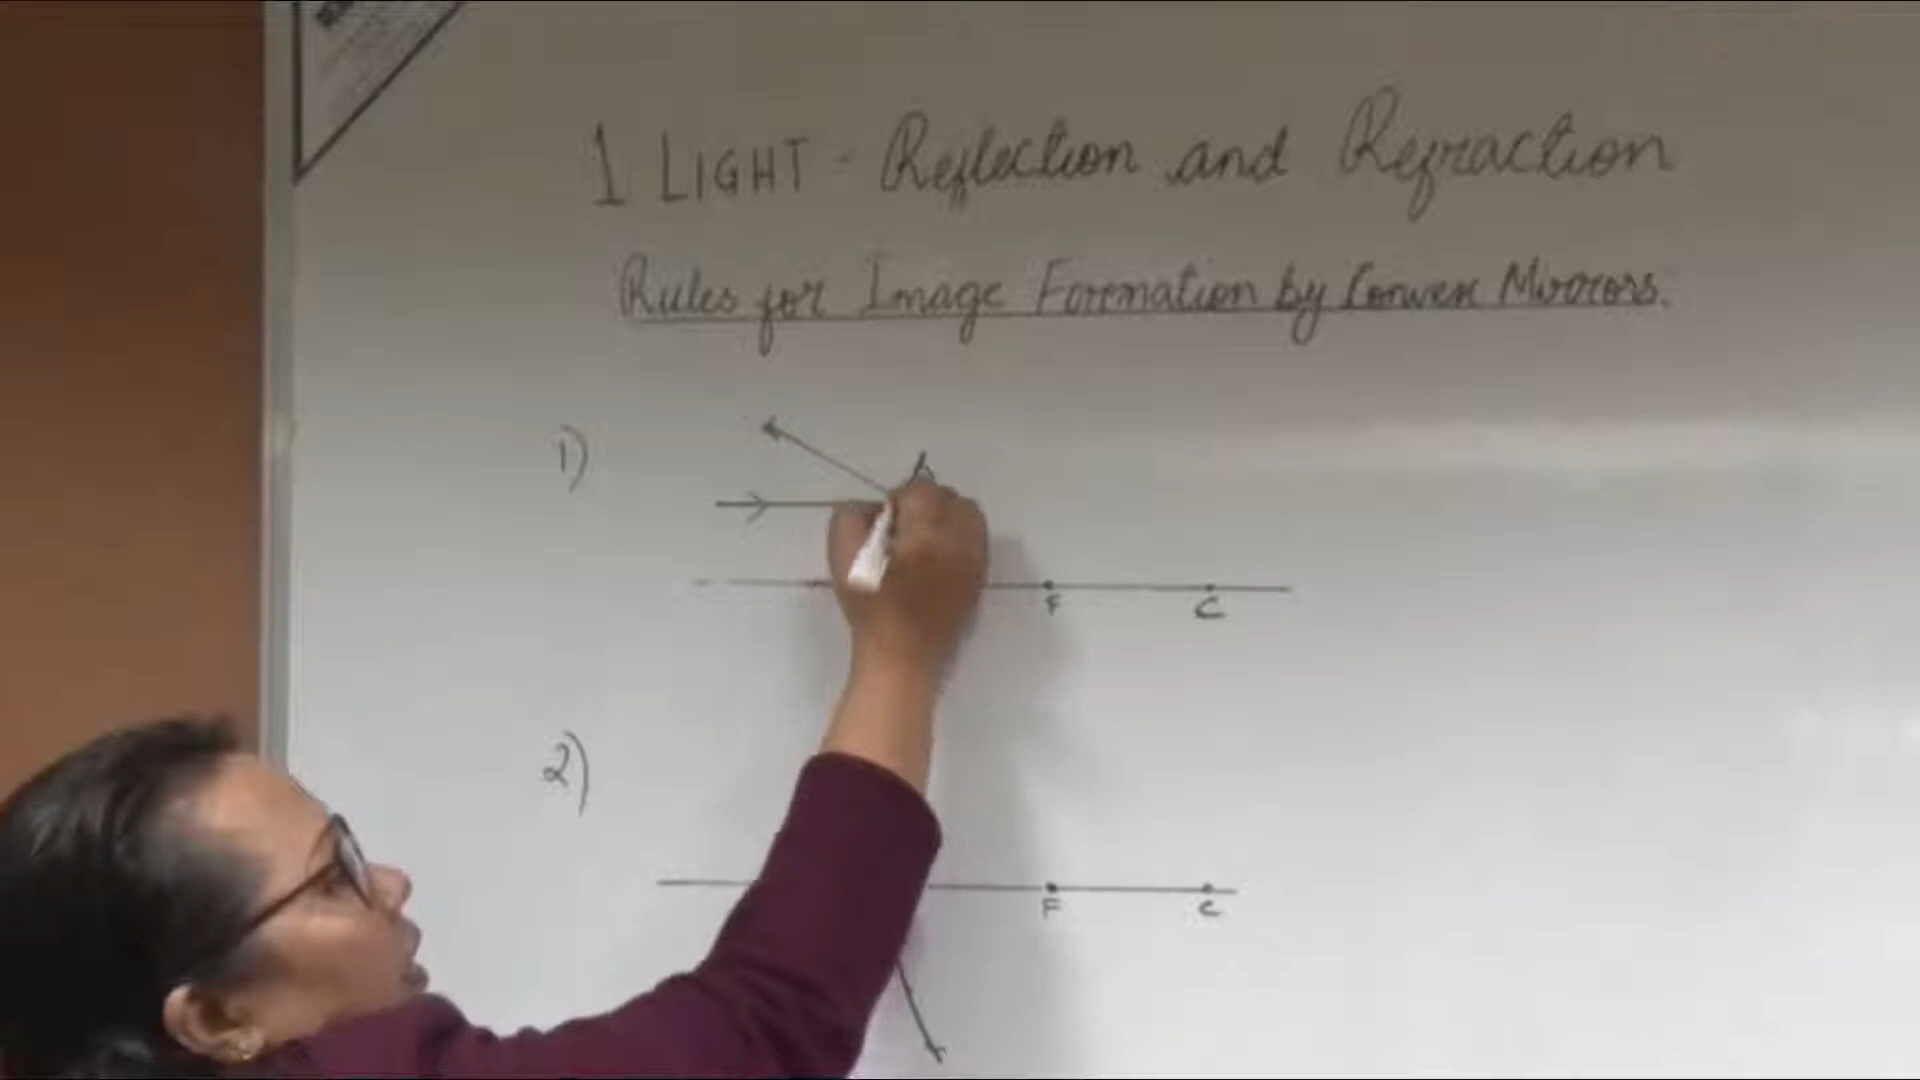 1 LIGHT - Reflection and Refraction
Rules for Image Formation by Convex Mirrors.
1)
F
C
2)
F
C